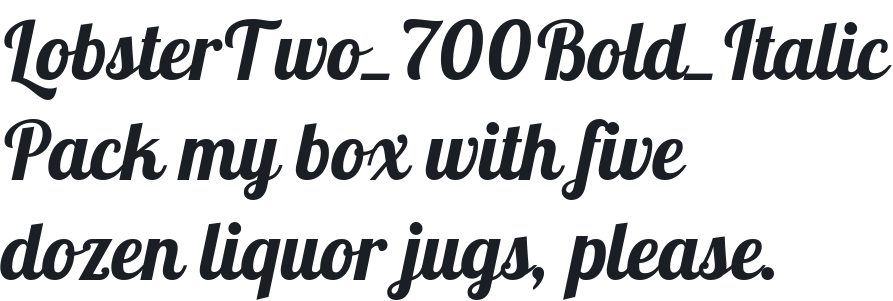 LobsterTwo_700Bold_Italic
Pack my box with five
dozen liquor jugs, please.